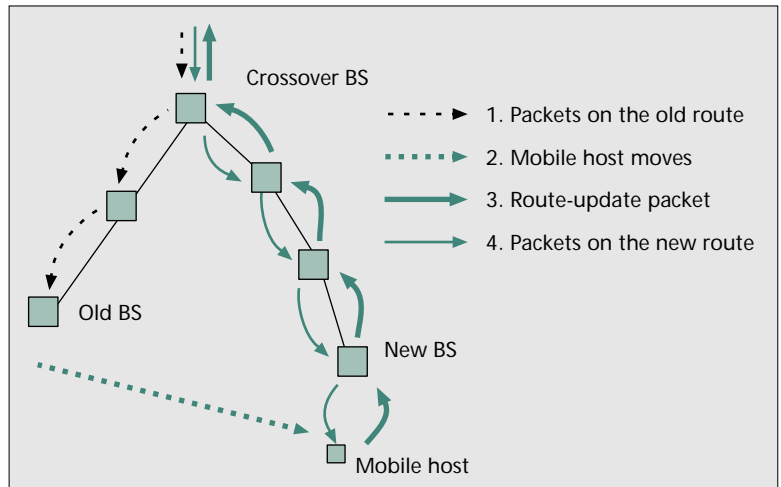 Crossover BS
1. Packets on the old route
2. Mobile host moves
3. Route-update packet
4. Packets on the new route
Old BS
New BS
Mobile host